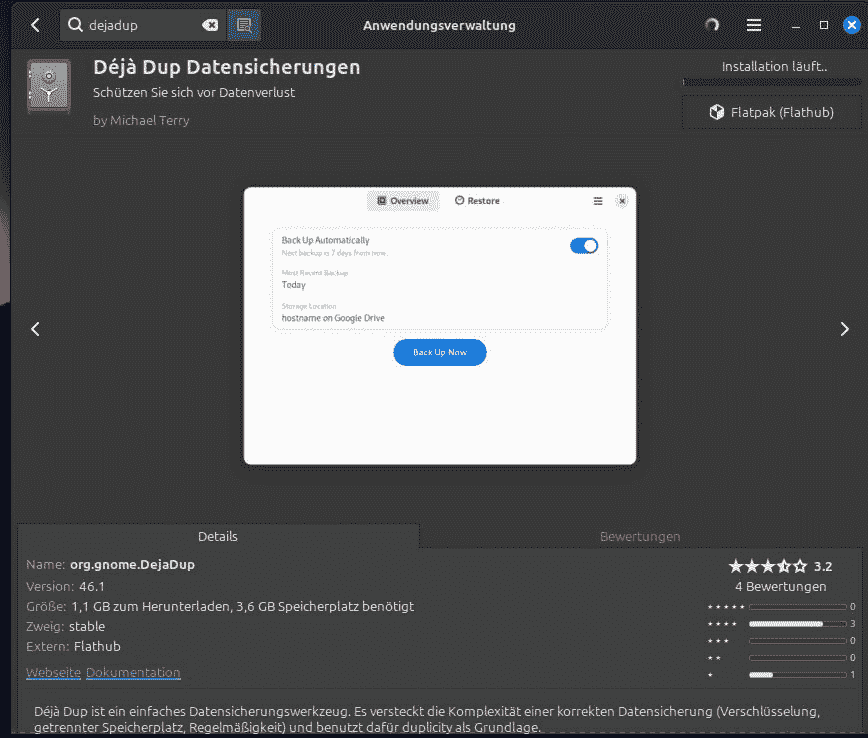 dejadup
Anwendungsverwaltung
Déjà Dup Datensicherungen
Schützen Sie sich vor Datenverlust
by Michael Terry
Installation läuft..
Flatpak (Flathub)
Overview
Restore
Back Up Automatically
Next backup is 7 days from now.
Most Recent Backup
Today
Storage Location
hostname on Google Drive
Back Up Now
Details
Bewertungen
Name: org.gnome.DejaDup
Version: 46.1
Größe: 1,1 GB zum Herunterladen, 3,6 GB Speicherplatz benötigt
Zweig: stable
Extern: Flathub
Webseite Dokumentation
3.2
4 Bewertungen
0
3
0
0
1
Déjà Dup ist ein einfaches Datensicherungswerkzeug. Es versteckt die Komplexität einer korrekten Datensicherung (Verschlüsselung,
getrennter Speicherplatz, Regelmäßigkeit) und benutzt dafür duplicity als Grundlage.